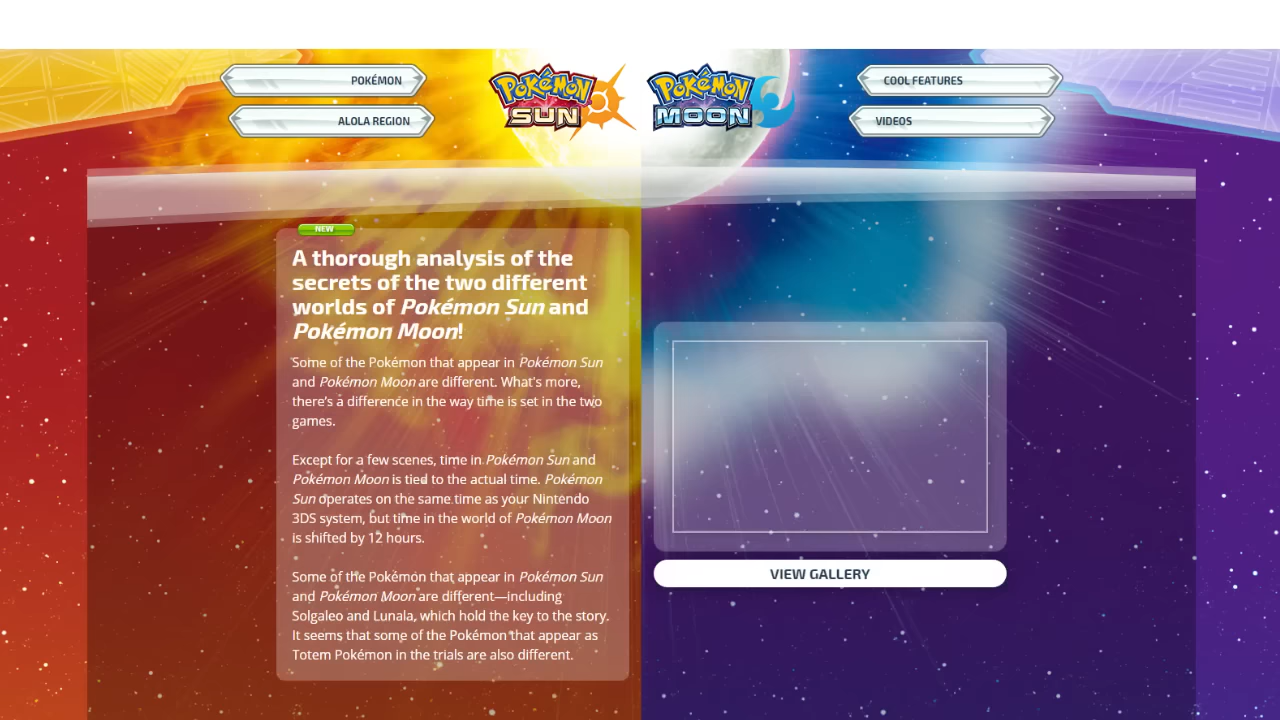 POKÉMON
ALOLA REGION
POKéMON
SUN
POKéMON
MOON
COOL FEATURES
VIDEOS
NEW
A thorough analysis of the
secrets of the two different
worlds of Pokémon Sun and
Pokémon Moon!
Some of the Pokémon that appear in Pokémon Sun
and Pokémon Moon are different. What's more,
there's a difference in the way time is set in the two
games.
Except for a few scenes, time in Pokémon Sun and
Pokémon Moon is tied to the actual time. Pokémon
Sun operates on the same time as your Nintendo
3DS system, but time in the world of Pokémon Moon
is shifted by 12 hours.
Some of the Pokémon that appear in Pokémon Sun
and Pokémon Moon are different—including
Solgaleo and Lunala, which hold the key to the story.
It seems that some of the Pokémon that appear as
Totem Pokémon in the trials are also different.
VIEW GALLERY